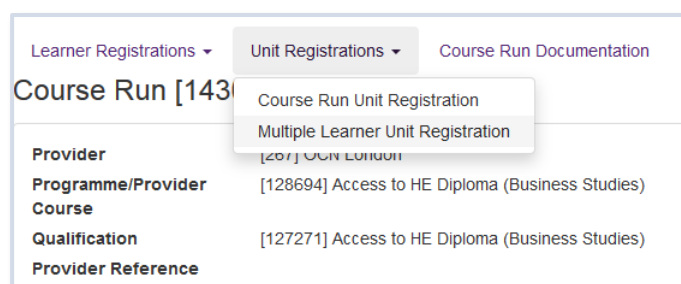 Learner Registrations Unit Registrations Course Run Documentation
Course Run [143
Course Run Unit Registration
Multiple Learner Unit Registration
Provider [267] OCN London
Programme/Provider [128694] Access to HE Diploma (Business Studies)
Course
Qualification [127271] Access to HE Diploma (Business Studies)
Provider Reference